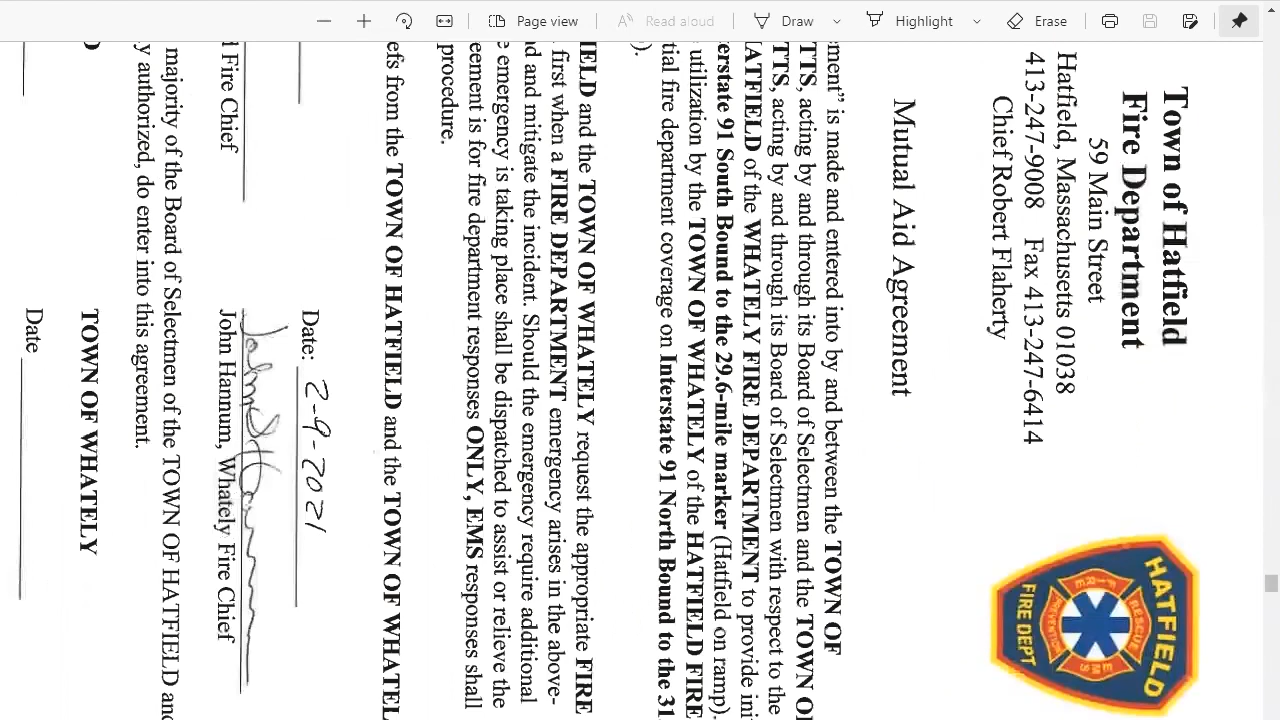 Page view
Read aloud
Draw
Highlight
Erase
Town of Hatfield
Fire Department
59 Main Street
Hatfield, Massachusetts 01038
413-247-9008 Fax 413-247-6414
Chief Robert Flaherty
HATFIELD
FIRE
RESCUE
PREVENTION
EMS
FIRE DEPT
Mutual Aid Agreement
ement” is made and entered into by and between the TOWN OF
TTS, acting by and through its Board of Selectmen and the TOWN O
TTS, acting by and through its Board of Selectmen with respect to the
HATFIELD of the WHATELY FIRE DEPARTMENT to provide ini
erstate 91 South Bound to the 29.6-mile marker (Hatfield on ramp).
utilization by the TOWN OF WHATELY of the HATFIELD FIRE
tial fire department coverage on Interstate 91 North Bound to the 31
).
IELD and the TOWN OF WHATELY request the appropriate FIRE
first when a FIRE DEPARTMENT emergency arises in the above-
nd and mitigate the incident. Should the emergency require additional
e emergency is taking place shall be dispatched to assist or relieve the
eement is for fire department responses ONLY, EMS responses shall
procedure.
efs from the TOWN OF HATFIELD and the TOWN OF WHATEL
Date: 2-9-2021
d Fire Chief John Hannum, Whately Fire Chief
majority of the Board of Selectmen of the TOWN OF HATFIELD and
y authorized, do enter into this agreement.
D TOWN OF WHATELY
Date